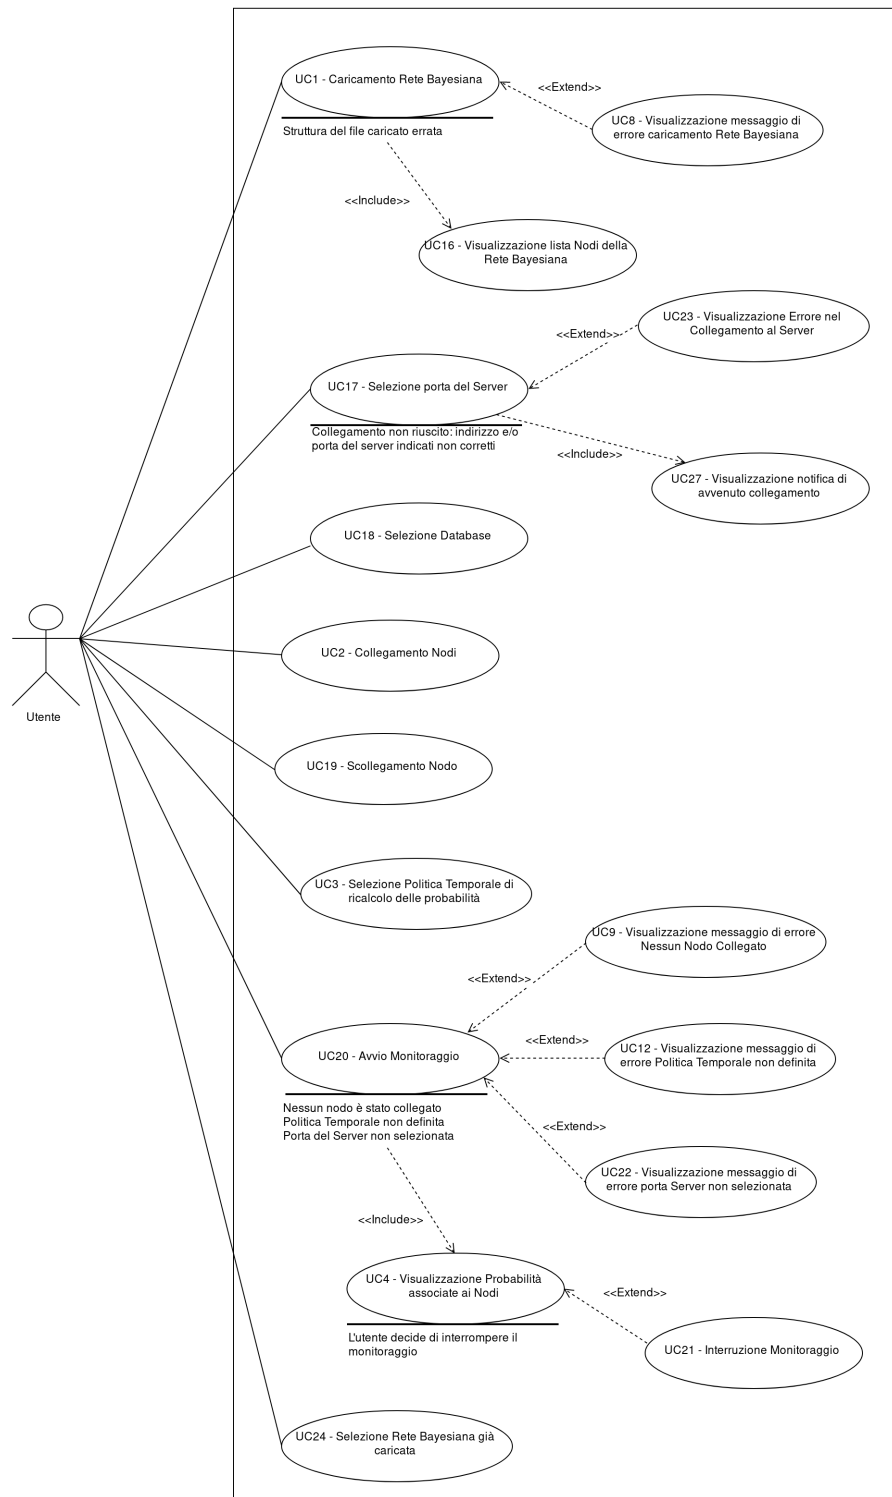 UC1 - Caricamento Rete Bayesiana
<<Extend>>
UC8 - Visualizzazione messaggio di
errore caricamento Rete Bayesiana
Struttura del file caricato errata
<<Include>>
UC16 - Visualizzazione lista Nodi della
Rete Bayesiana
UC23 - Visualizzazione Errore nel
Collegamento al Server
<<Extend>>
UC17 - Selezione porta del Server
Collegamento non riuscito: indirizzo e/o
porta del server indicati non corretti
<<Include>>
UC27 - Visualizzazione notifica di
avvenuto collegamento
UC18 - Selezione Database
UC2 - Collegamento Nodi
Utente
UC19 - Scollegamento Nodo
UC3 - Selezione Politica Temporale di
ricalcolo delle probabilità
UC9 - Visualizzazione messaggio di errore
Nessun Nodo Collegato
<<Extend>>
UC20 - Avvio Monitoraggio
<<Extend>>
UC12 - Visualizzazione messaggio di
errore Politica Temporale non definita
Nessun nodo è stato collegato
Politica Temporale non definita
Porta del Server non selezionata
<<Extend>>
UC22 - Visualizzazione messaggio di
errore porta Server non selezionata
<<Include>>
UC4 - Visualizzazione Probabilità
associate ai Nodi
<<Extend>>
L'utente decide di interrompere il
monitoraggio
UC21 - Interruzione Monitoraggio
UC24 - Selezione Rete Bayesiana già
caricata